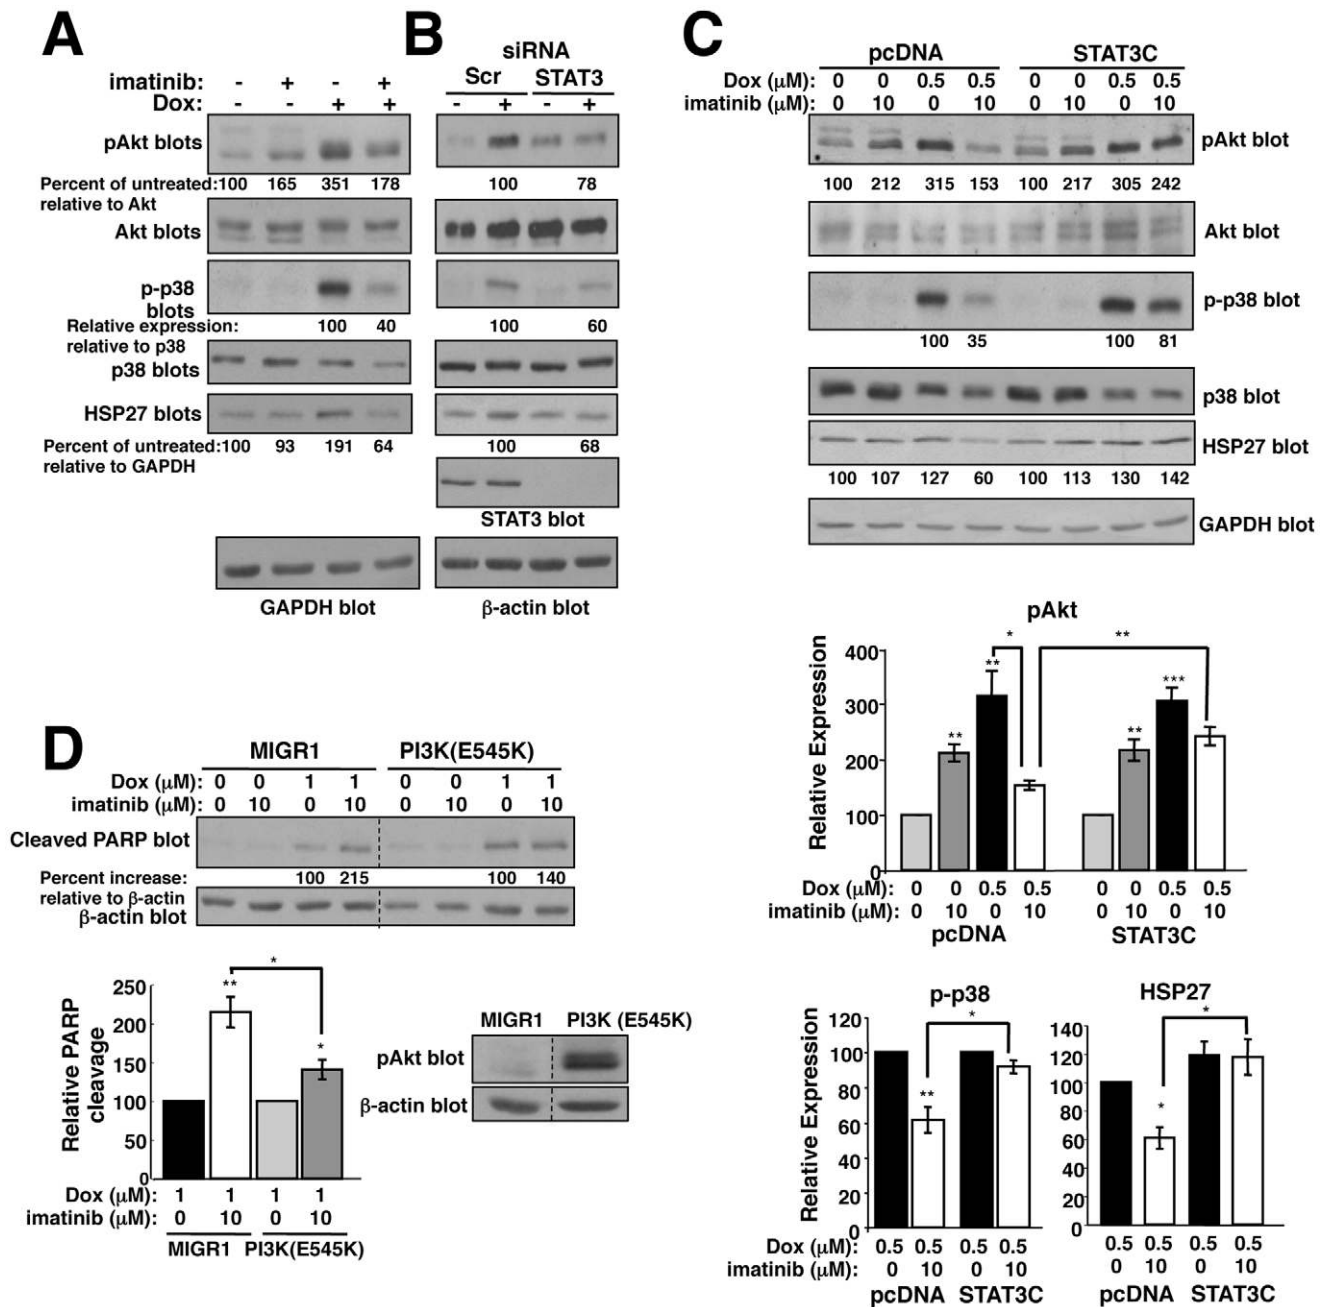 A
imatinib: - + - +
Dox: - - + +
pAkt blots
Percent of untreated: 100 165 351 178
relative to Akt
Akt blots
p-p38
blots
Relative expression: 100 40
relative to p38
p38 blots
HSP27 blots
Percent of untreated: 100 93 191 64
relative to GAPDH
GAPDH blot
B
siRNA
Scr STAT3
- + - +
100 78
100 60
100 68
STAT3 blot
β-actin blot
C
pcDNA STAT3C
Dox (μM): 0 0 0.5 0.5 0 0 0.5 0.5
imatinib (μM): 0 10 0 10 0 10 0 10
pAkt blot
100 212 315 153 100 217 305 242
Akt blot
p-p38 blot
100 35 100 81
p38 blot
HSP27 blot
100 107 127 60 100 113 130 142
GAPDH blot
pAkt
Relative Expression
400
300
200
100
0
* **
** ** ** ***
Dox (μM): 0 0 0.5 0.5 0 0 0.5 0.5
imatinib (μM): 0 10 0 10 0 10 0 10
pcDNA STAT3C
p-p38
Relative Expression
120
100
80
60
40
20
0
*
**
Dox (μM): 0.5 0.5 0.5 0.5
imatinib (μM): 0 10 0 10
pcDNA STAT3C
HSP27
140
120
100
80
60
40
20
0
*
*
0.5 0.5 0.5 0.5
0 10 0 10
pcDNA STAT3C
D
MIGR1 PI3K(E545K)
Dox (μM): 0 0 1 1 0 0 1 1
imatinib (μM): 0 10 0 10 0 10 0 10
Cleaved PARP blot
Percent increase: 100 215 100 140
relative to β-actin
β-actin blot
Relative PARP
cleavage
250
200
150
100
50
0
*
** *
Dox (μM): 1 1 1 1
imatinib (μM): 0 10 0 10
MIGR1 PI3K(E545K)
MIGR1 PI3K (E545K)
pAkt blot
β-actin blot